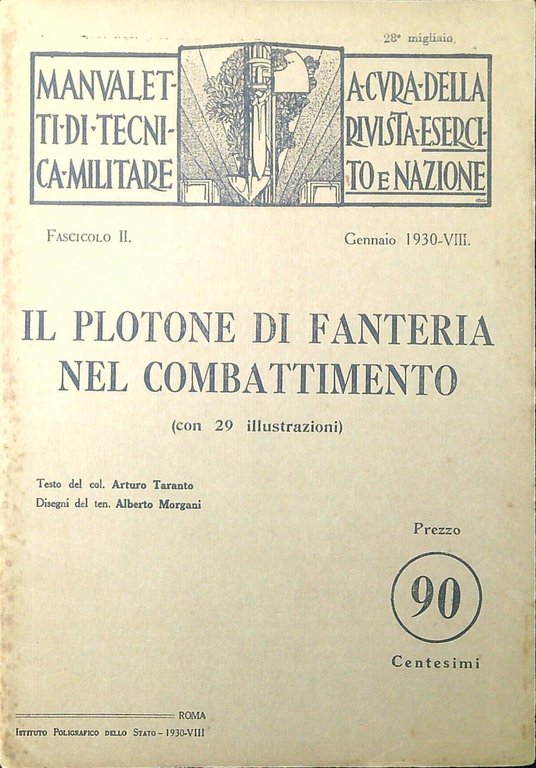 28° migliaio.
MANVALET-
TI·DI·TECNI-
CA·MILITARE
A·CVRA·DELLA
RIVISTA·ESERCI-
TO E NAZIONE
FASCICOLO II.
Gennaio 1930-VIII.
IL PLOTONE DI FANTERIA
NEL COMBATTIMENTO
(con 29 illustrazioni)
Testo del col. Arturo Taranto
Disegni del ten. Alberto Morgani
Prezzo
90
Centesimi
ROMA
ISTITUTO POLIGRAFICO DELLO STATO - 1930-VIII